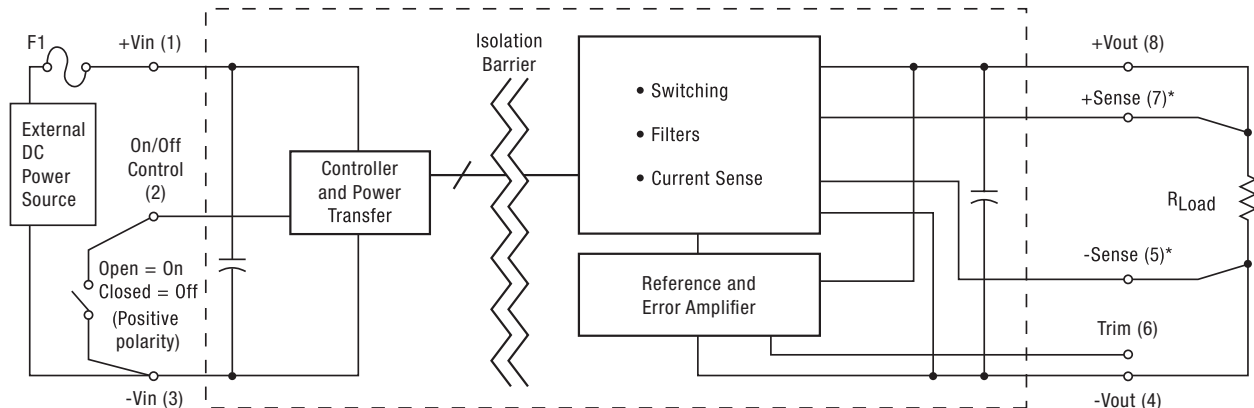 F1
+Vin (1)
External
DC
Power
Source
On/Off
Control
(2)
Open = On
Closed = Off
(Positive
polarity)
-Vin (3)
Controller
and Power
Transfer
Isolation
Barrier
• Switching
• Filters
• Current Sense
Reference and
Error Amplifier
+Vout (8)
+Sense (7)*
RLoad
-Sense (5)*
Trim (6)
-Vout (4)